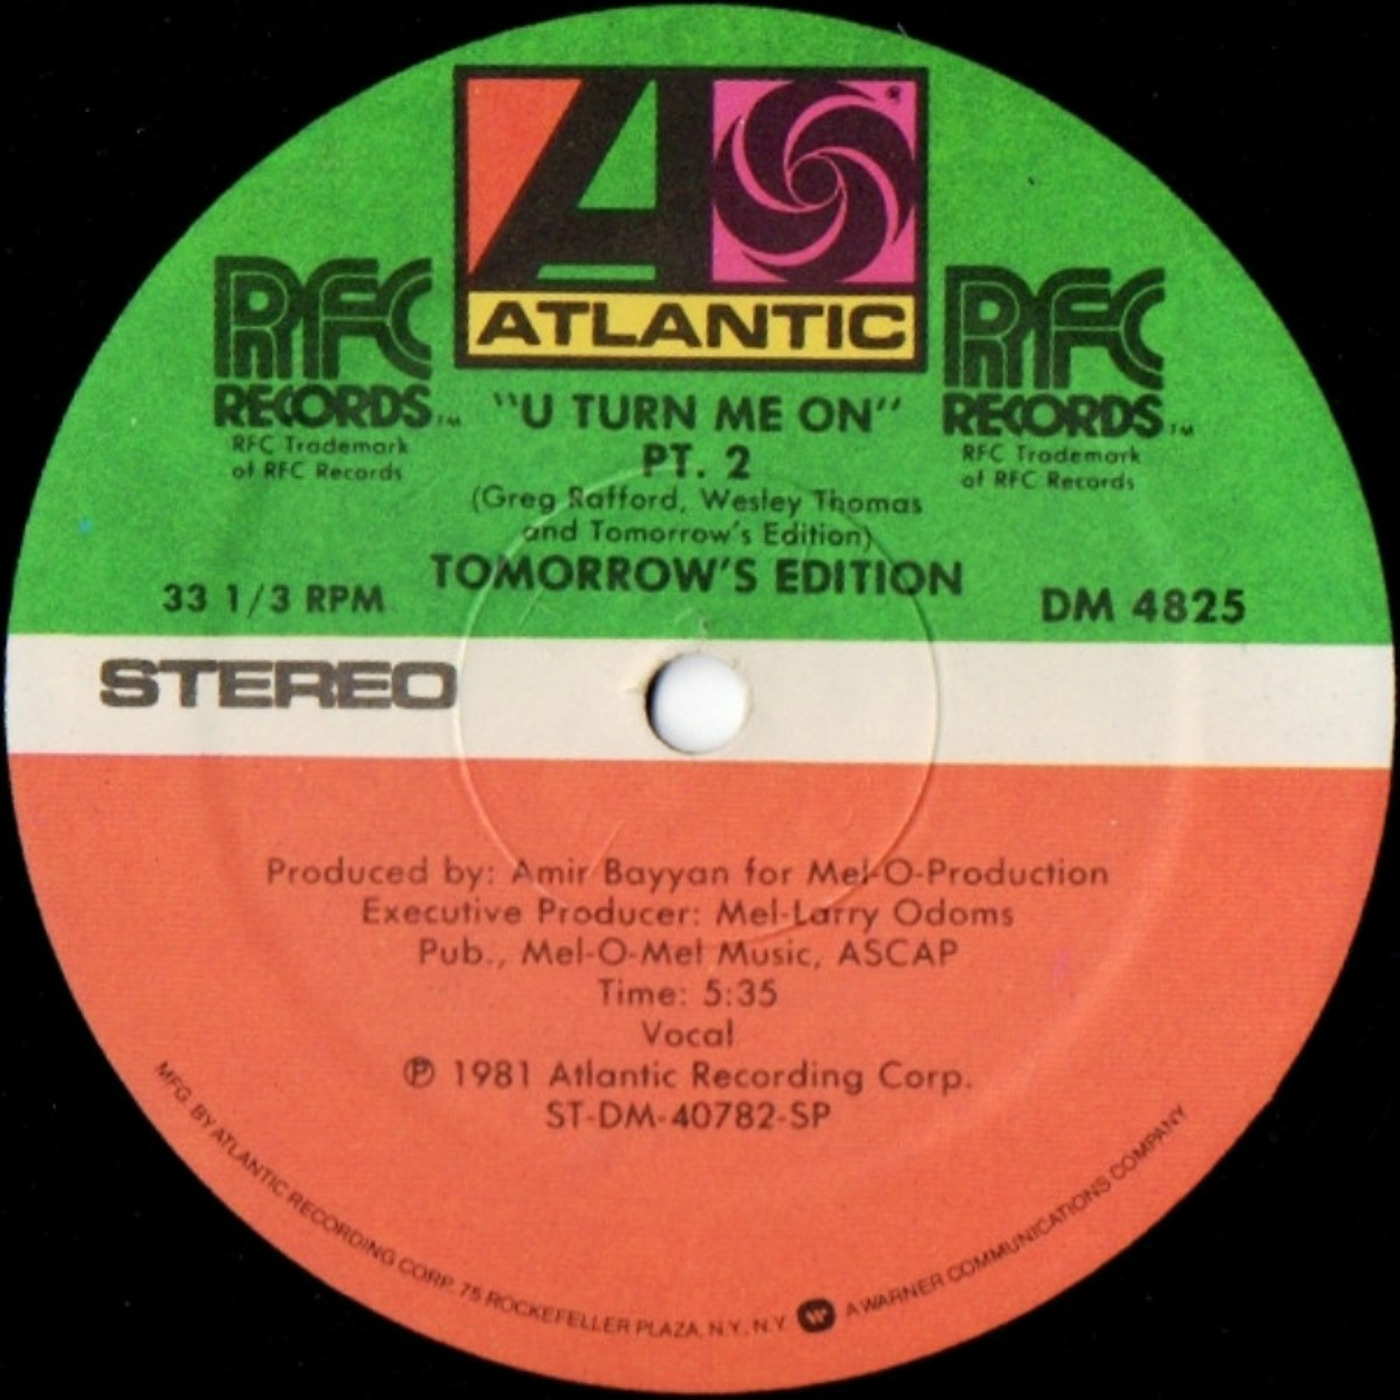 ATLANTIC
RFC
RECORDS™
RFC Trademark
of RFC Records
RFC
RECORDS™
RFC Trademark
of RFC Records
"U TURN ME ON"
PT. 2
(Greg Rafford, Wesley Thomas
and Tomorrow's Edition)
TOMORROW'S EDITION
33 1/3 RPM
DM 4825
STEREO
Produced by: Amir Bayyan for Mel-O-Production
Executive Producer: Mel-Larry Odoms
Pub., Mel-O-Mel Music, ASCAP
Time: 5:35
Vocal
℗ 1981 Atlantic Recording Corp.
ST-DM-40782-SP
MFG. BY ATLANTIC RECORDING CORP. 75 ROCKEFELLER PLAZA, N.Y., N.Y. A WARNER COMMUNICATIONS COMPANY